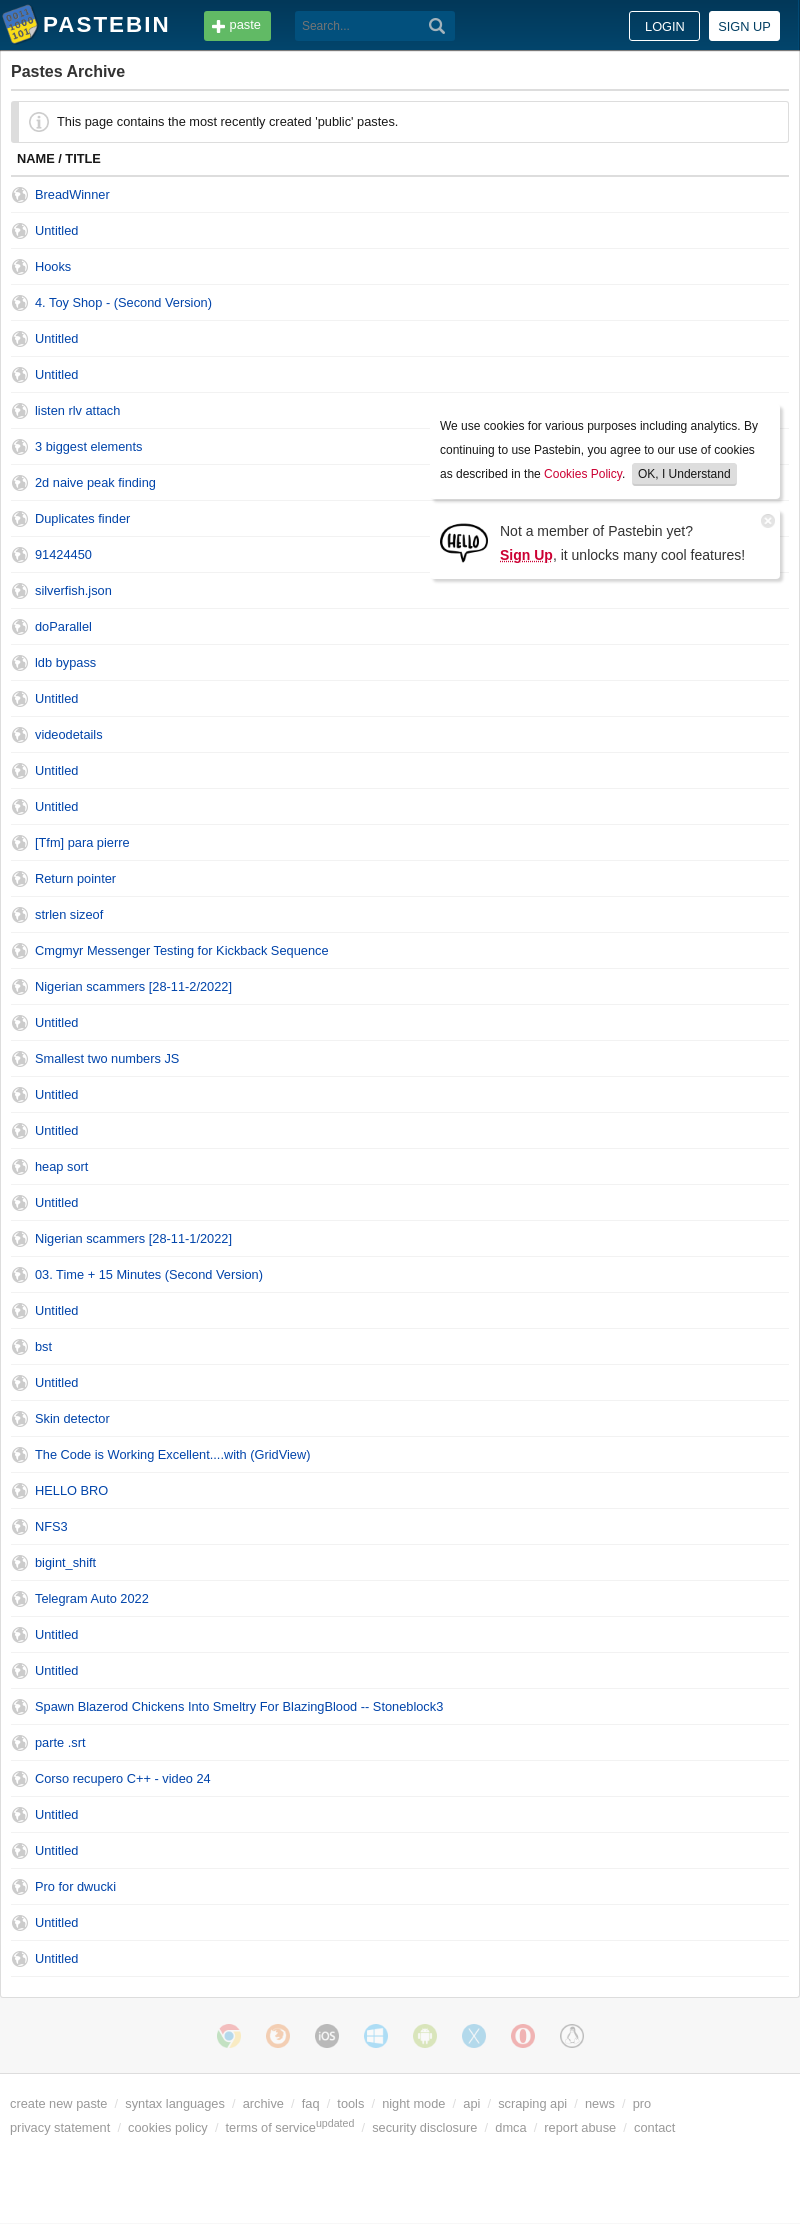 PASTEBIN
paste
Search...
LOGIN
SIGN UP
Pastes Archive
This page contains the most recently created 'public' pastes.
NAME / TITLE
BreadWinner
Untitled
Hooks
4. Toy Shop - (Second Version)
Untitled
Untitled
listen rlv attach
3 biggest elements
2d naive peak finding
Duplicates finder
91424450
silverfish.json
We use cookies for various purposes including analytics. By
continuing to use Pastebin, you agree to our use of cookies
as described in the Cookies Policy. OK, I Understand
HELLO
Not a member of Pastebin yet?
Sign Up, it unlocks many cool features!
doParallel
ldb bypass
Untitled
videodetails
Untitled
Untitled
[Tfm] para pierre
Return pointer
strlen sizeof
Cmgmyr Messenger Testing for Kickback Sequence
Nigerian scammers [28-11-2/2022]
Untitled
Smallest two numbers JS
Untitled
Untitled
heap sort
Untitled
Nigerian scammers [28-11-1/2022]
03. Time + 15 Minutes (Second Version)
Untitled
bst
Untitled
Skin detector
The Code is Working Excellent....with (GridView)
HELLO BRO
NFS3
bigint_shift
Telegram Auto 2022
Untitled
Untitled
Spawn Blazerod Chickens Into Smeltry For BlazingBlood -- Stoneblock3
parte .srt
Corso recupero C++ - video 24
Untitled
Untitled
Pro for dwucki
Untitled
Untitled
iOS
create new paste / syntax languages / archive / faq / tools / night mode / api / scraping api / news / pro
privacy statement / cookies policy / terms of serviceupdated / security disclosure / dmca / report abuse / contact